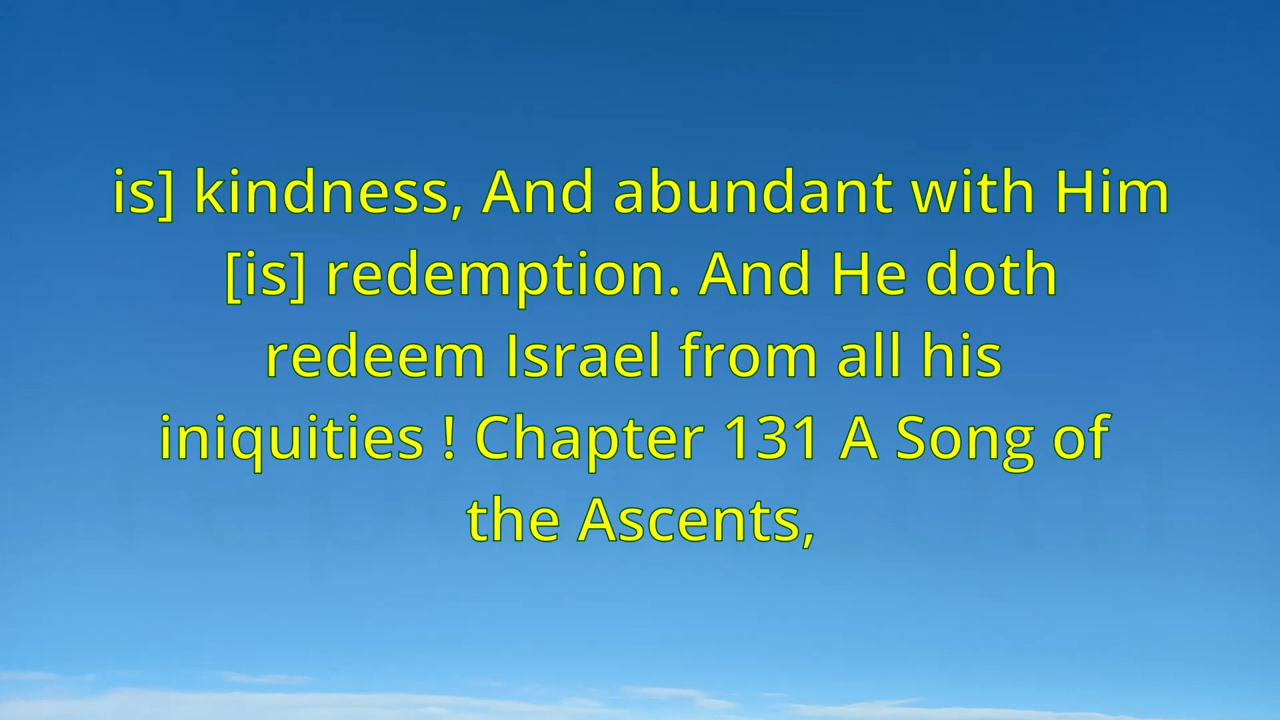 is] kindness, And abundant with Him
[is] redemption. And He doth
redeem Israel from all his
iniquities ! Chapter 131 A Song of
the Ascents,